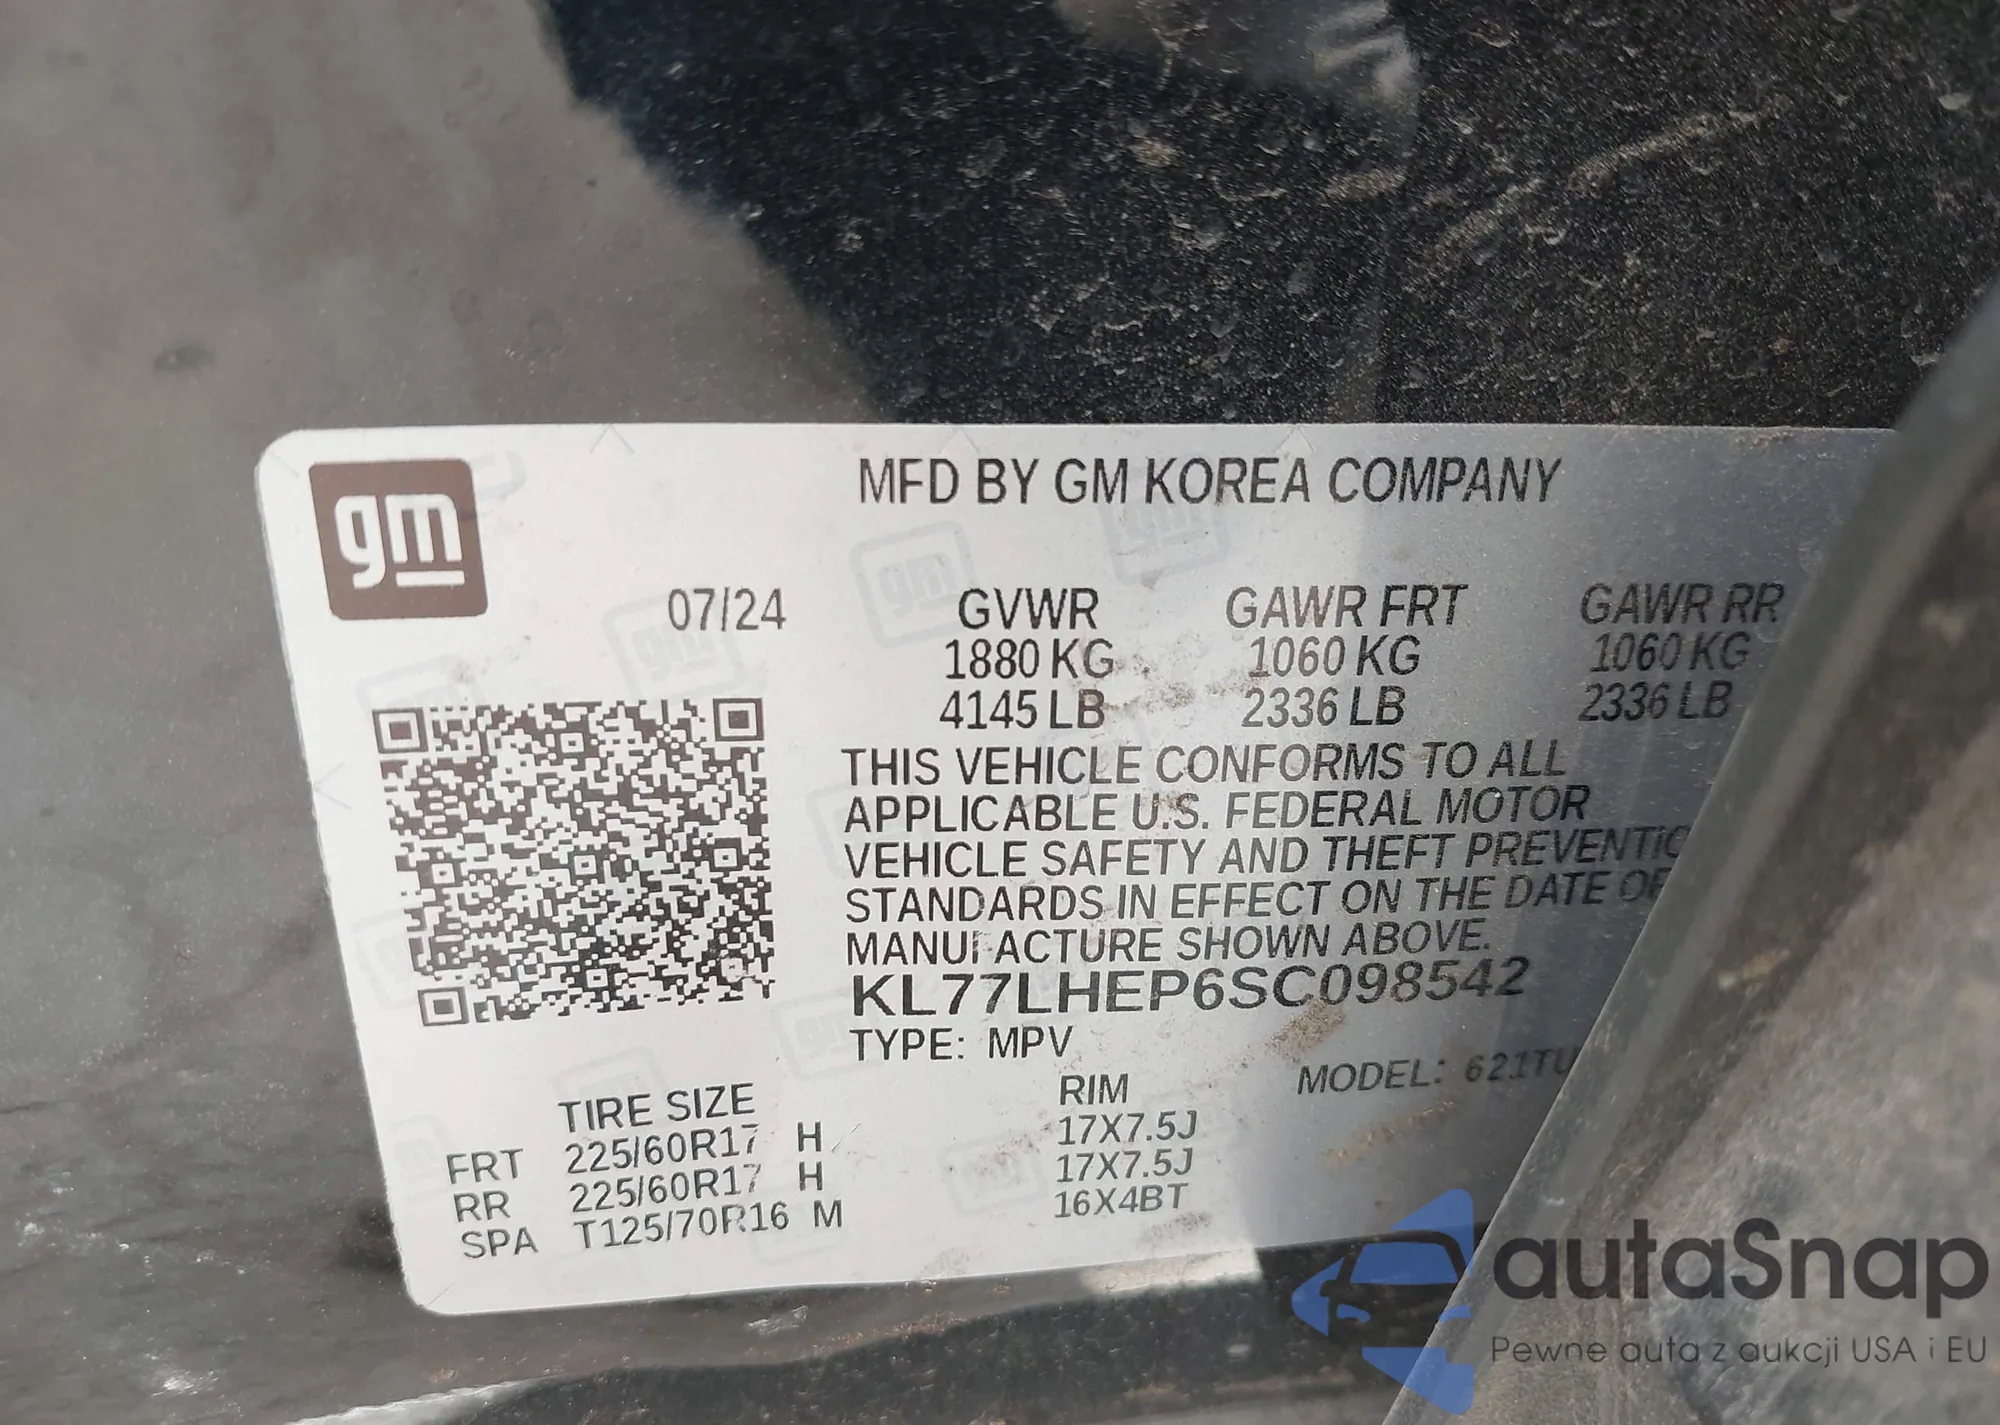 gm
MFD BY GM KOREA COMPANY
07/24 GVWR GAWR FRT GAWR RR
1880 KG 1060 KG 1060 KG
4145 LB 2336 LB 2336 LB
THIS VEHICLE CONFORMS TO ALL
APPLICABLE U.S. FEDERAL MOTOR
VEHICLE SAFETY AND THEFT PREVENTIO
STANDARDS IN EFFECT ON THE DATE OF
MANUFACTURE SHOWN ABOVE.
KL77LHEP6SC098542
TYPE: MPV
MODEL: 621TU
TIRE SIZE RIM
FRT 225/60R17 H 17X7.5J
RR 225/60R17 H 17X7.5J
SPA T125/70R16 M 16X4BT
autaSnap
Pewne auta z aukcji USA i EU